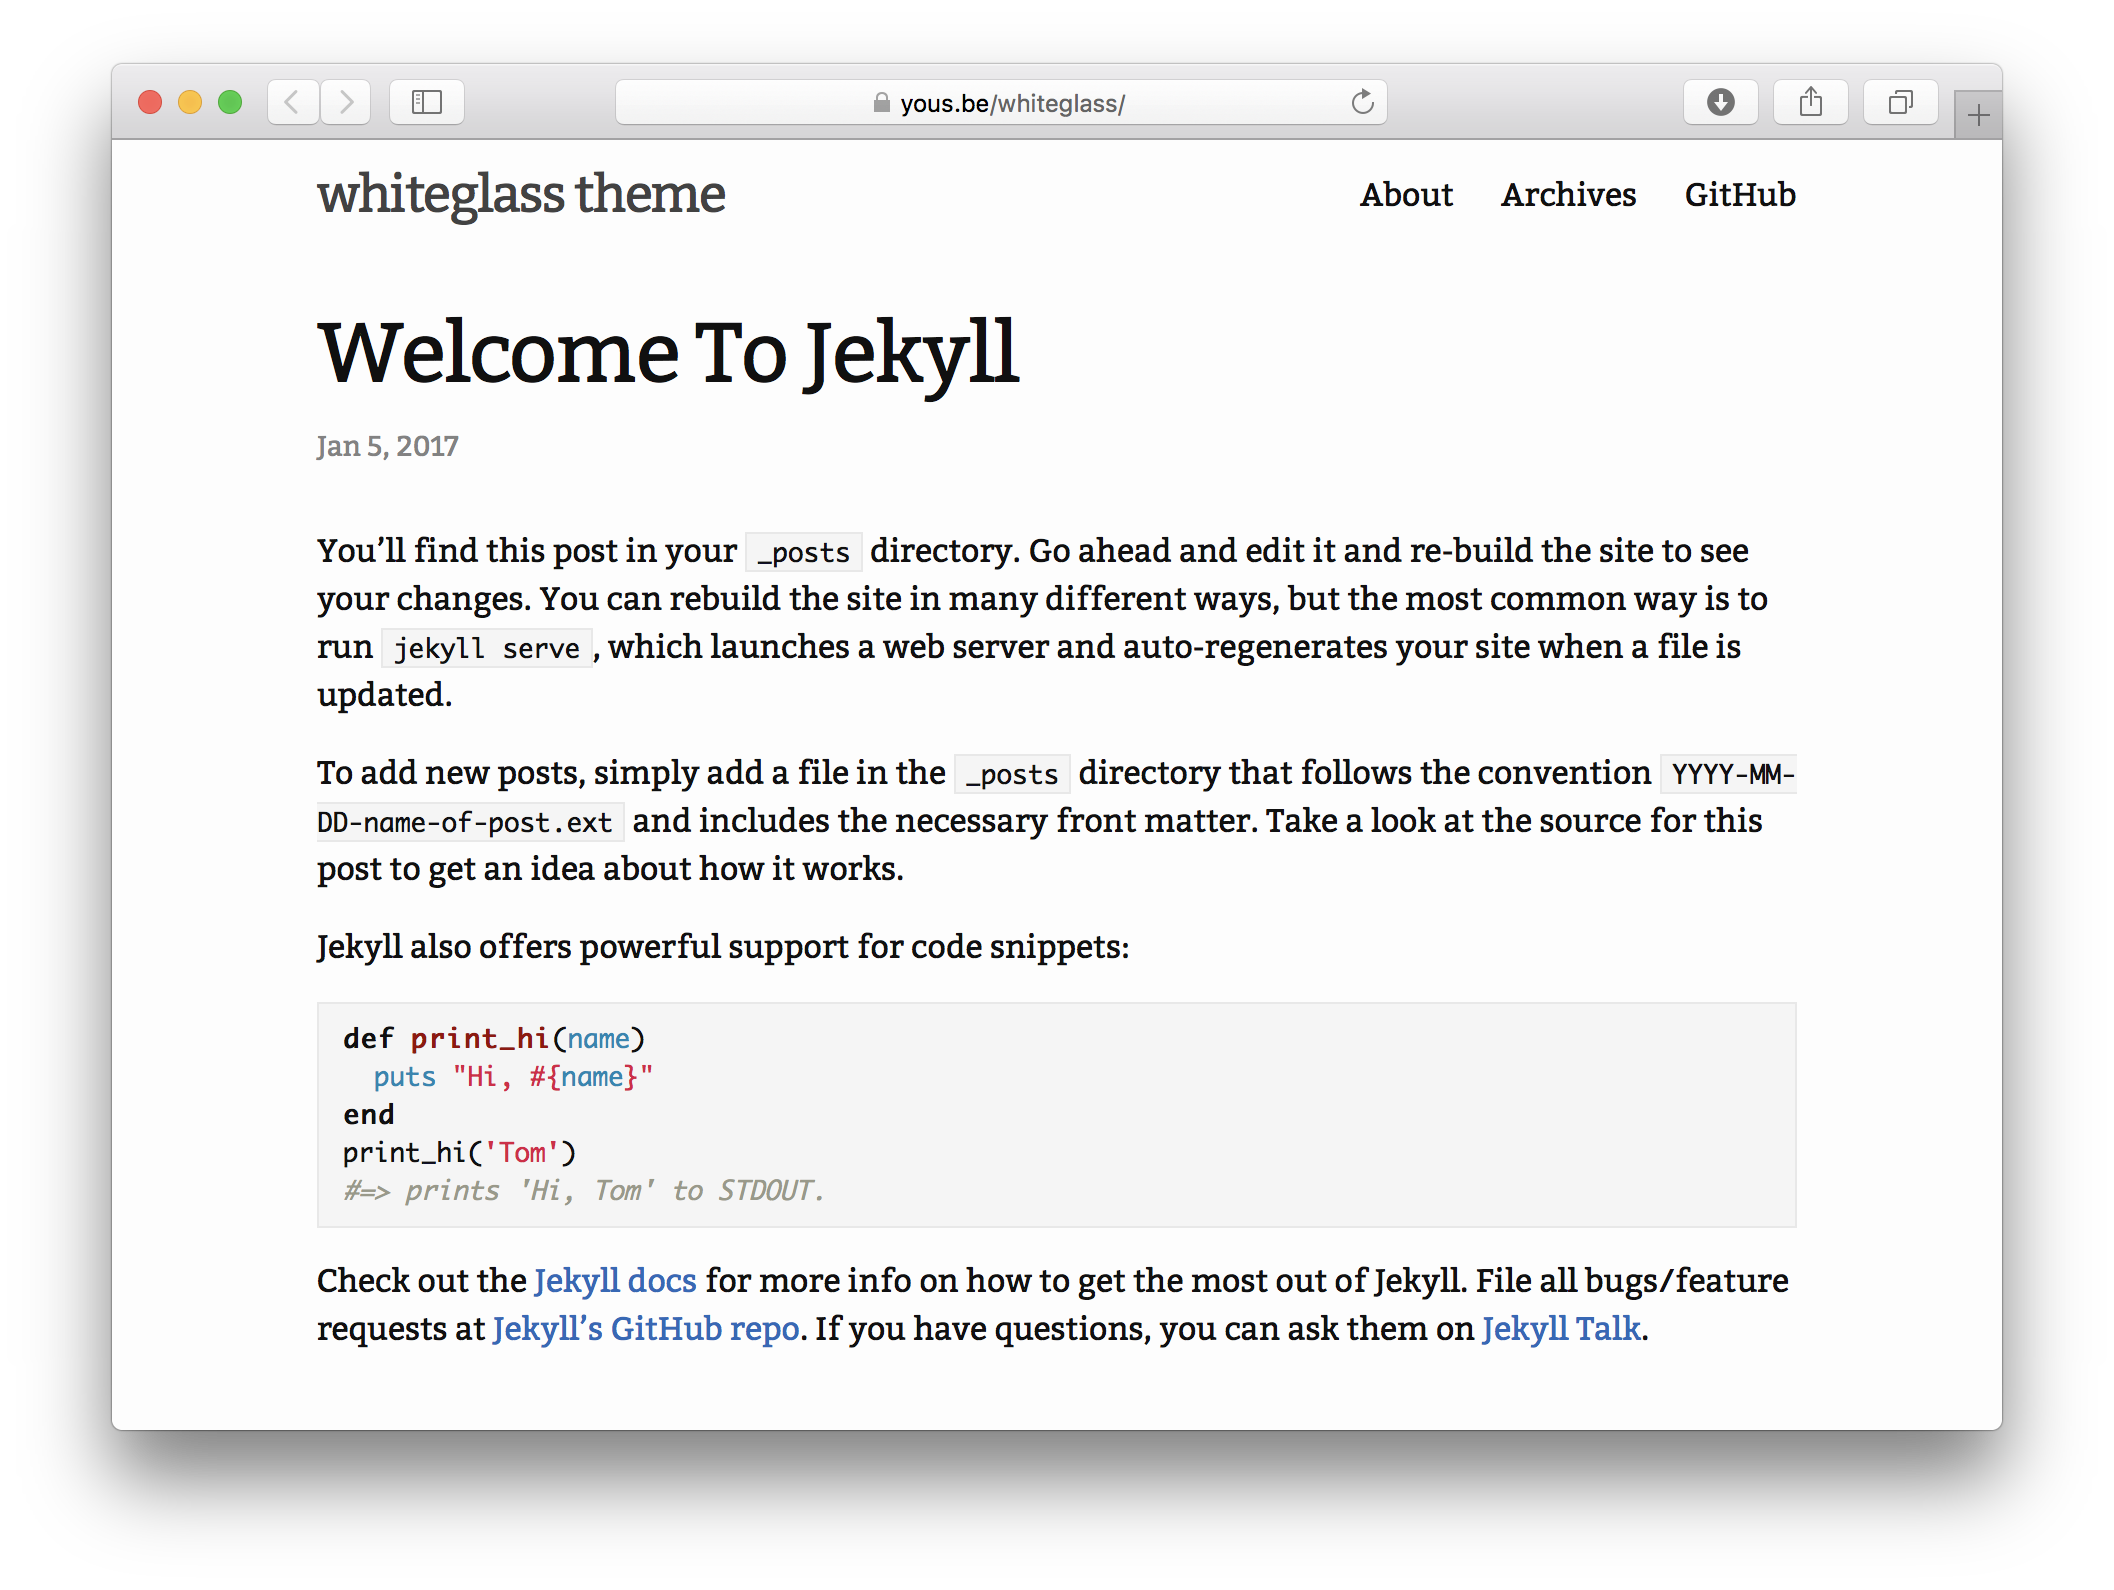 yous.be/whiteglass/
whiteglass theme
About Archives GitHub
Welcome To Jekyll
Jan 5, 2017
You’ll find this post in your _posts directory. Go ahead and edit it and re-build the site to see
your changes. You can rebuild the site in many different ways, but the most common way is to
run jekyll serve, which launches a web server and auto-regenerates your site when a file is
updated.
To add new posts, simply add a file in the _posts directory that follows the convention YYYY-MM-
DD-name-of-post.ext and includes the necessary front matter. Take a look at the source for this
post to get an idea about how it works.
Jekyll also offers powerful support for code snippets:
def print_hi(name)
  puts "Hi, #{name}"
end
print_hi('Tom')
#=> prints 'Hi, Tom' to STDOUT.
Check out the Jekyll docs for more info on how to get the most out of Jekyll. File all bugs/feature
requests at Jekyll’s GitHub repo. If you have questions, you can ask them on Jekyll Talk.